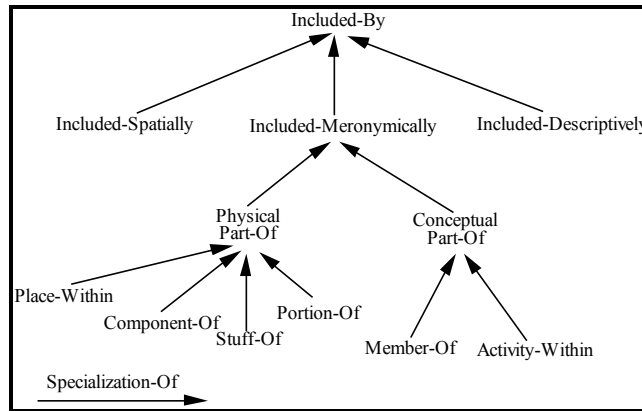 Included-By
Included-Spatially
Included-Meronymically
Included-Descriptively
Physical
Part-Of
Conceptual
Part-Of
Place-Within
Component-Of
Stuff-Of
Portion-Of
Member-Of
Activity-Within
Specialization-Of